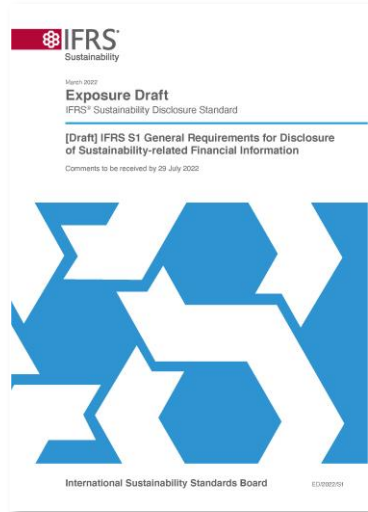 IFRS
Sustainability
March 2022
Exposure Draft
IFRS® Sustainability Disclosure Standard
[Draft] IFRS S1 General Requirements for Disclosure
of Sustainability-related Financial Information
Comments to be received by 29 July 2022
International Sustainability Standards Board
ED/2022/S1